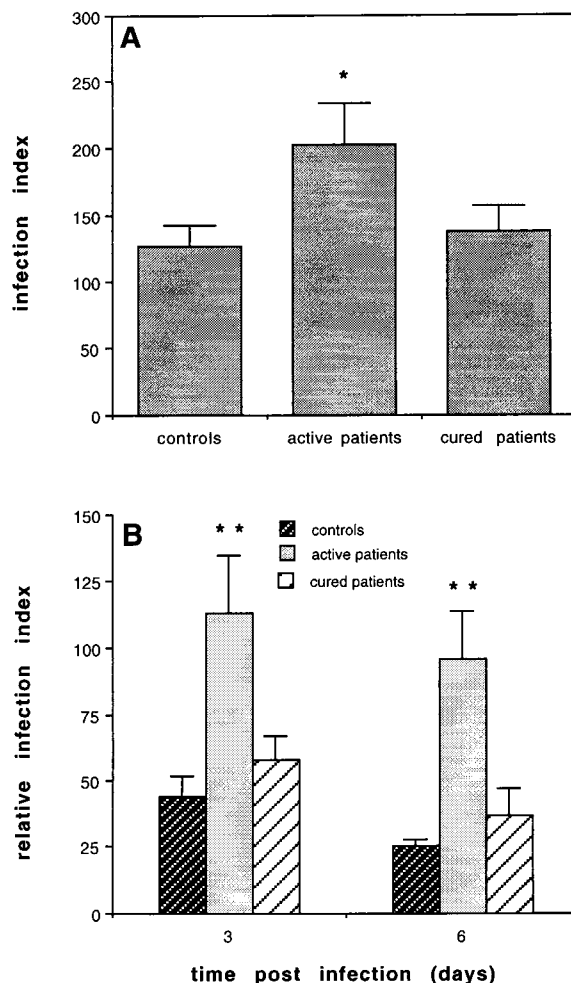 A
300
250
200
150
100
50
0
infection index
*
controls
active patients
cured patients
B
150
125
100
75
50
25
0
relative infection index
* *
* *
controls
active patients
cured patients
3
6
time post infection (days)